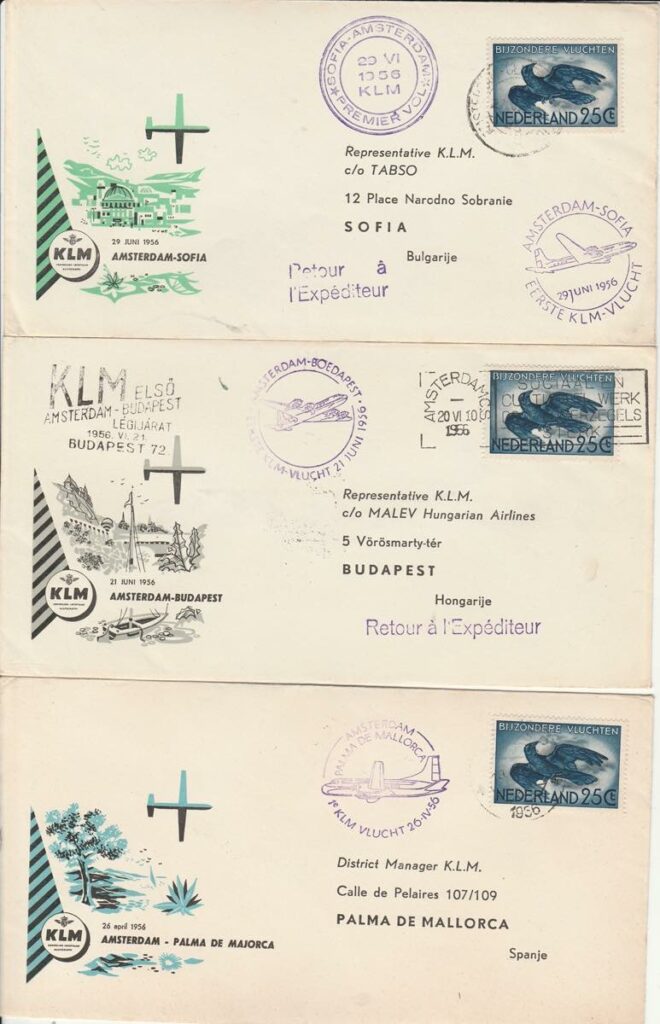 SOFIA-AMSTERDAM
29 VI
1956
KLM
PREMIER VOL
BIJZONDERE VLUCHTEN
NEDERLAND 25 C
Representative K.L.M.
c/o TABSO
12 Place Narodno Sobranie
SOFIA
Bulgarije
AMSTERDAM-SOFIA
29 JUNI 1956
EERSTE KLM-VLUCHT
Retour à
l'Expéditeur
29 JUNI 1956
KLM
AMSTERDAM-SOFIA
KLM ELSŐ
AMSTERDAM - BUDAPEST
LÉGIJÁRAT
1956. VI. 21.
BUDAPEST 72
AMSTERDAM-BOEDAPEST
KLM-VLUCHT 21 JUNI 1956
AMSTERDAM CS
20 VI 10
1956
SOCIAAL EN
BIJZONDERE VLUCHTEN
NEDERLAND 25 C
Representative K.L.M.
c/o MALEV Hungarian Airlines
5 Vörösmarty-tér
BUDAPEST
Hongarije
Retour à l'Expéditeur
21 JUNI 1956
KLM
AMSTERDAM-BUDAPEST
AMSTERDAM
PALMA DE MALLORCA
1e KLM VLUCHT 26-IV-56
BIJZONDERE VLUCHTEN
NEDERLAND 25 C
1956
District Manager K.L.M.
Calle de Pelaires 107/109
PALMA DE MALLORCA
Spanje
26 april 1956
KLM
AMSTERDAM - PALMA DE MAJORCA